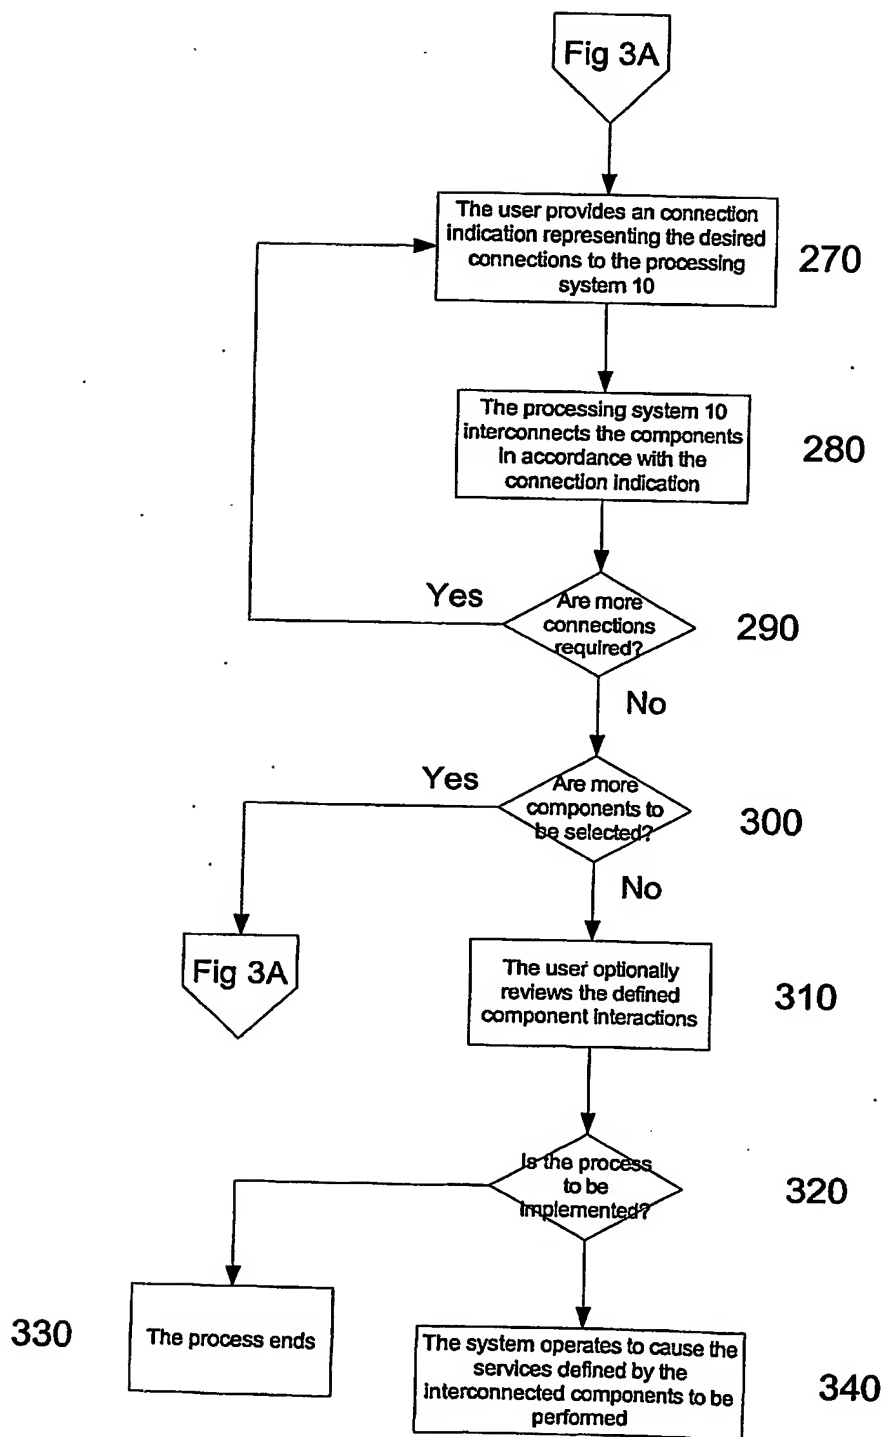 Fig 3A
The user provides an connection
indication representing the desired
connections to the processing
system 10
270
The processing system 10
interconnects the components
in accordance with the
connection indication
280
Yes
Are more
connections
required?
290
No
Yes
Are more
components to
be selected?
300
No
Fig 3A
The user optionally
reviews the defined
component interactions
310
Is the process
to be
implemented?
320
330
The process ends
The system operates to cause the
services defined by the
interconnected components to be
performed
340